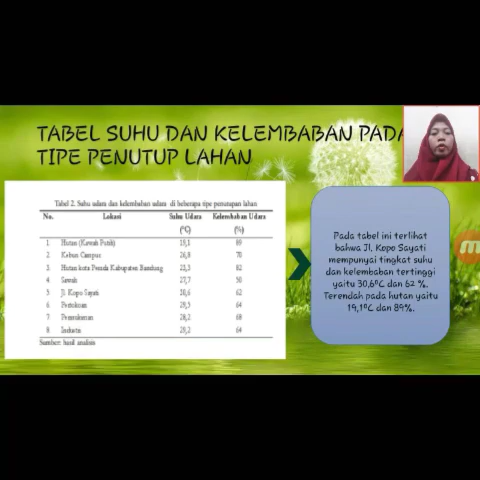 TABEL SUHU DAN KELEMBABAN PADA
TIPE PENUTUP LAHAN
Tabel 2. Suhu udara dan kelembaban udara di beberapa tipe penutupan lahan
No. Lokasi Suhu Udara Kelembaban Udara
(°C) (%)
1 Hutan (Kawah Putih) 19,1 89
2 Kebun Campur 26,8 70
3 Hutan kota Pemda Kabupaten Bandung 23,3 82
4 Sawah 27,7 50
5 Jl Kopo Sayati 30,6 62
6 Pertokoan 29,5 64
7 Permukiman 28,2 68
8 Industri 29,2 64
Sumber: hasil analisis
Pada tabel ini terlihat
bahwa Jl. Kopo Sayati
mempunyai tingkat suhu
dan kelembaban tertinggi
yaitu 30,6°C dan 62 %.
Terendah pada hutan yaitu
19,1°C dan 89%.